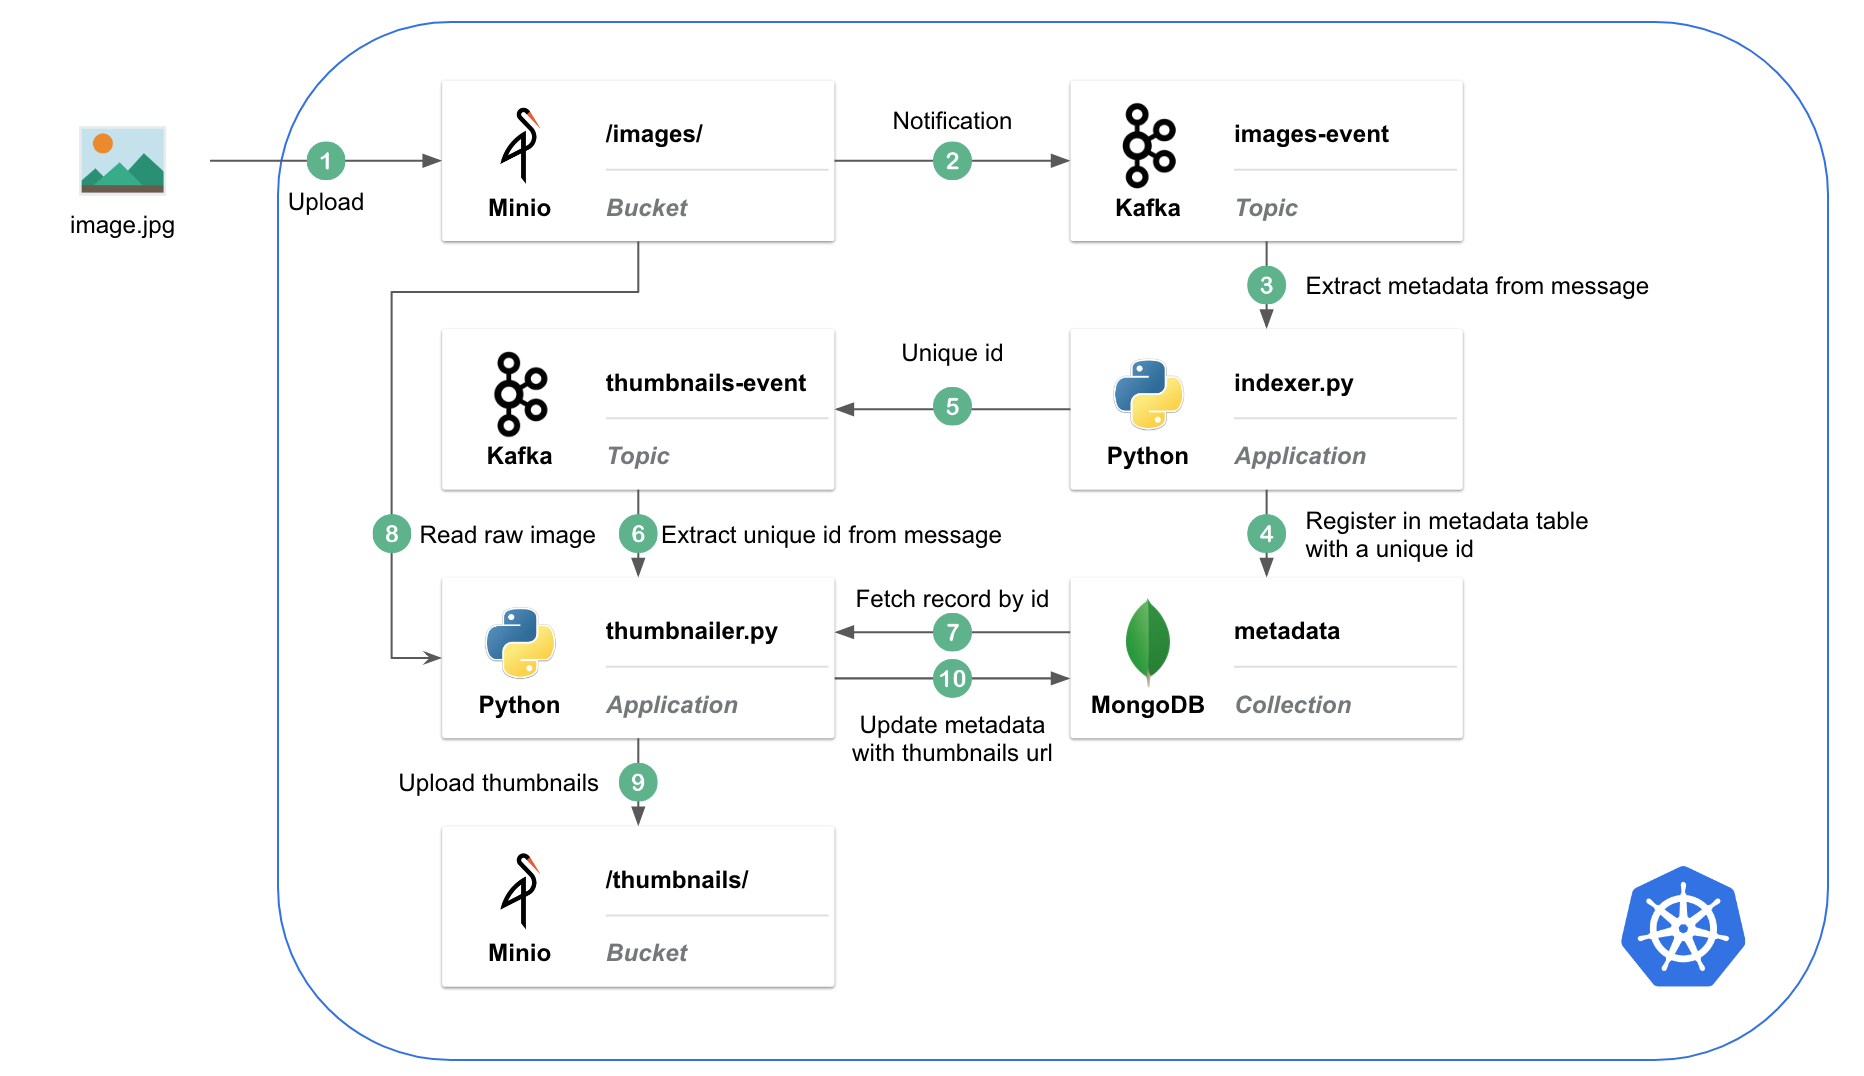 image.jpg
1
Upload
/images/
Minio
Bucket
Notification
2
images-event
Kafka
Topic
3
Extract metadata from message
thumbnails-event
Kafka
Topic
Unique id
5
indexer.py
Python
Application
8
Read raw image
6
Extract unique id from message
4
Register in metadata table
with a unique id
thumbnailer.py
Python
Application
Fetch record by id
7
10
Update metadata
with thumbnails url
metadata
MongoDB
Collection
Upload thumbnails
9
/thumbnails/
Minio
Bucket